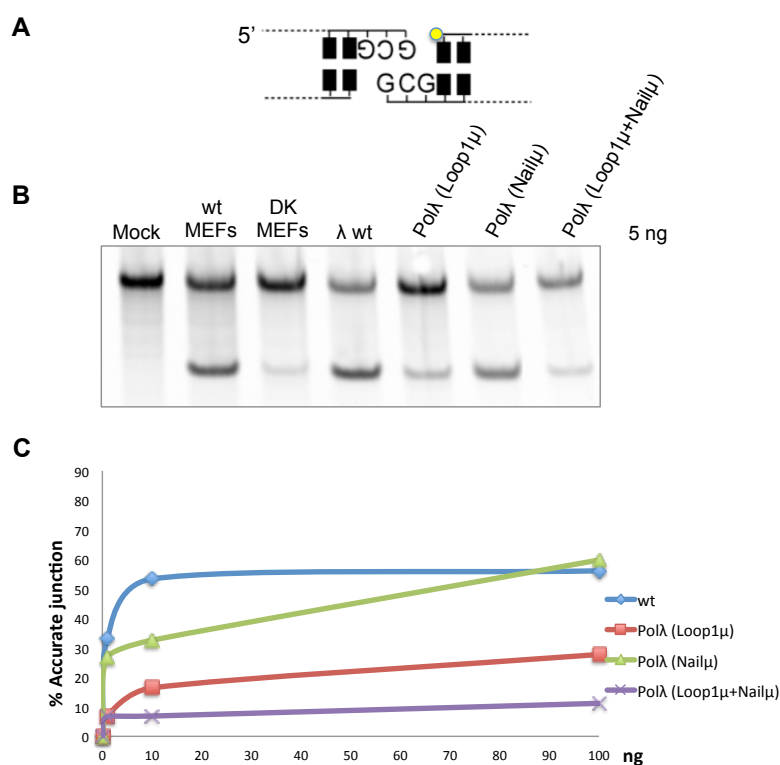 A
5'
GCG
GCG
B
Mock
wt MEFs
DK MEFs
λ wt
Polλ (Loop1μ)
Polλ (Nailμ)
Polλ (Loop1μ+Nailμ)
5 ng
C
% Accurate junction
90
80
70
60
50
40
30
20
10
0
0 10 20 30 40 50 60 70 80 90 100 ng
wt
Polλ (Loop1μ)
Polλ (Nailμ)
Polλ (Loop1μ+Nailμ)